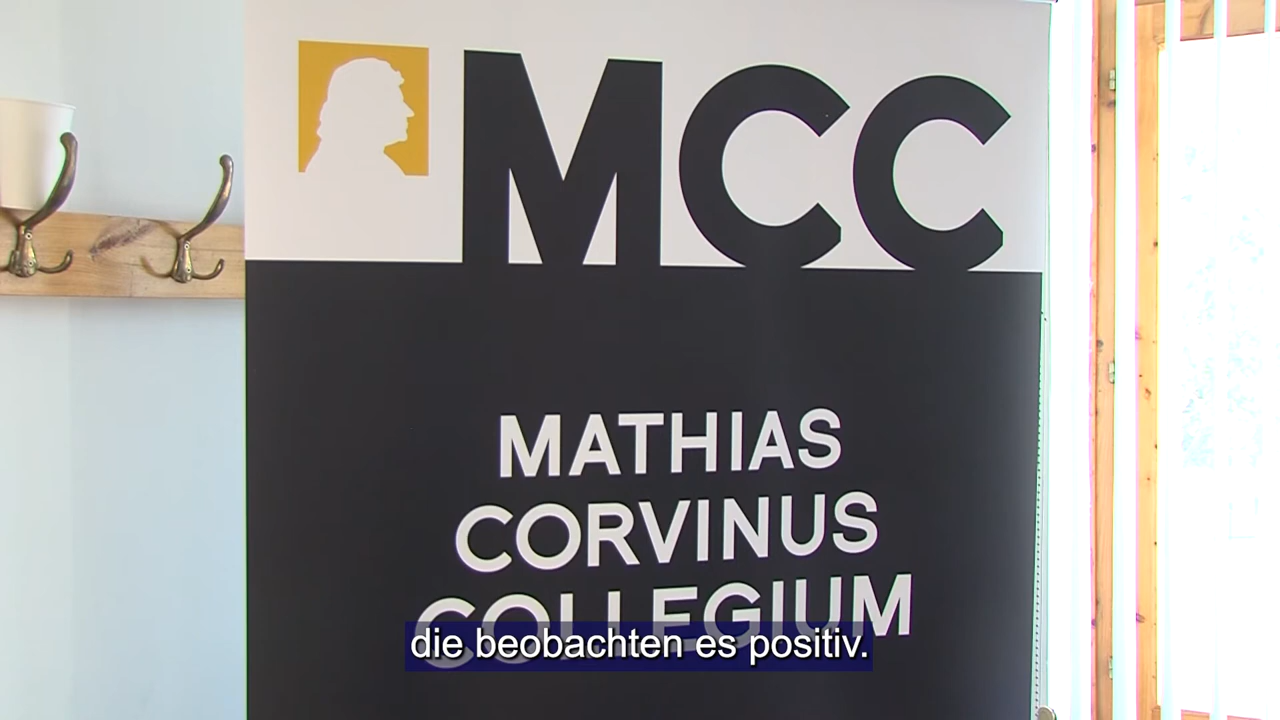 MCC
MATHIAS
CORVINUS
COLLEGIUM
die beobachten es positiv.